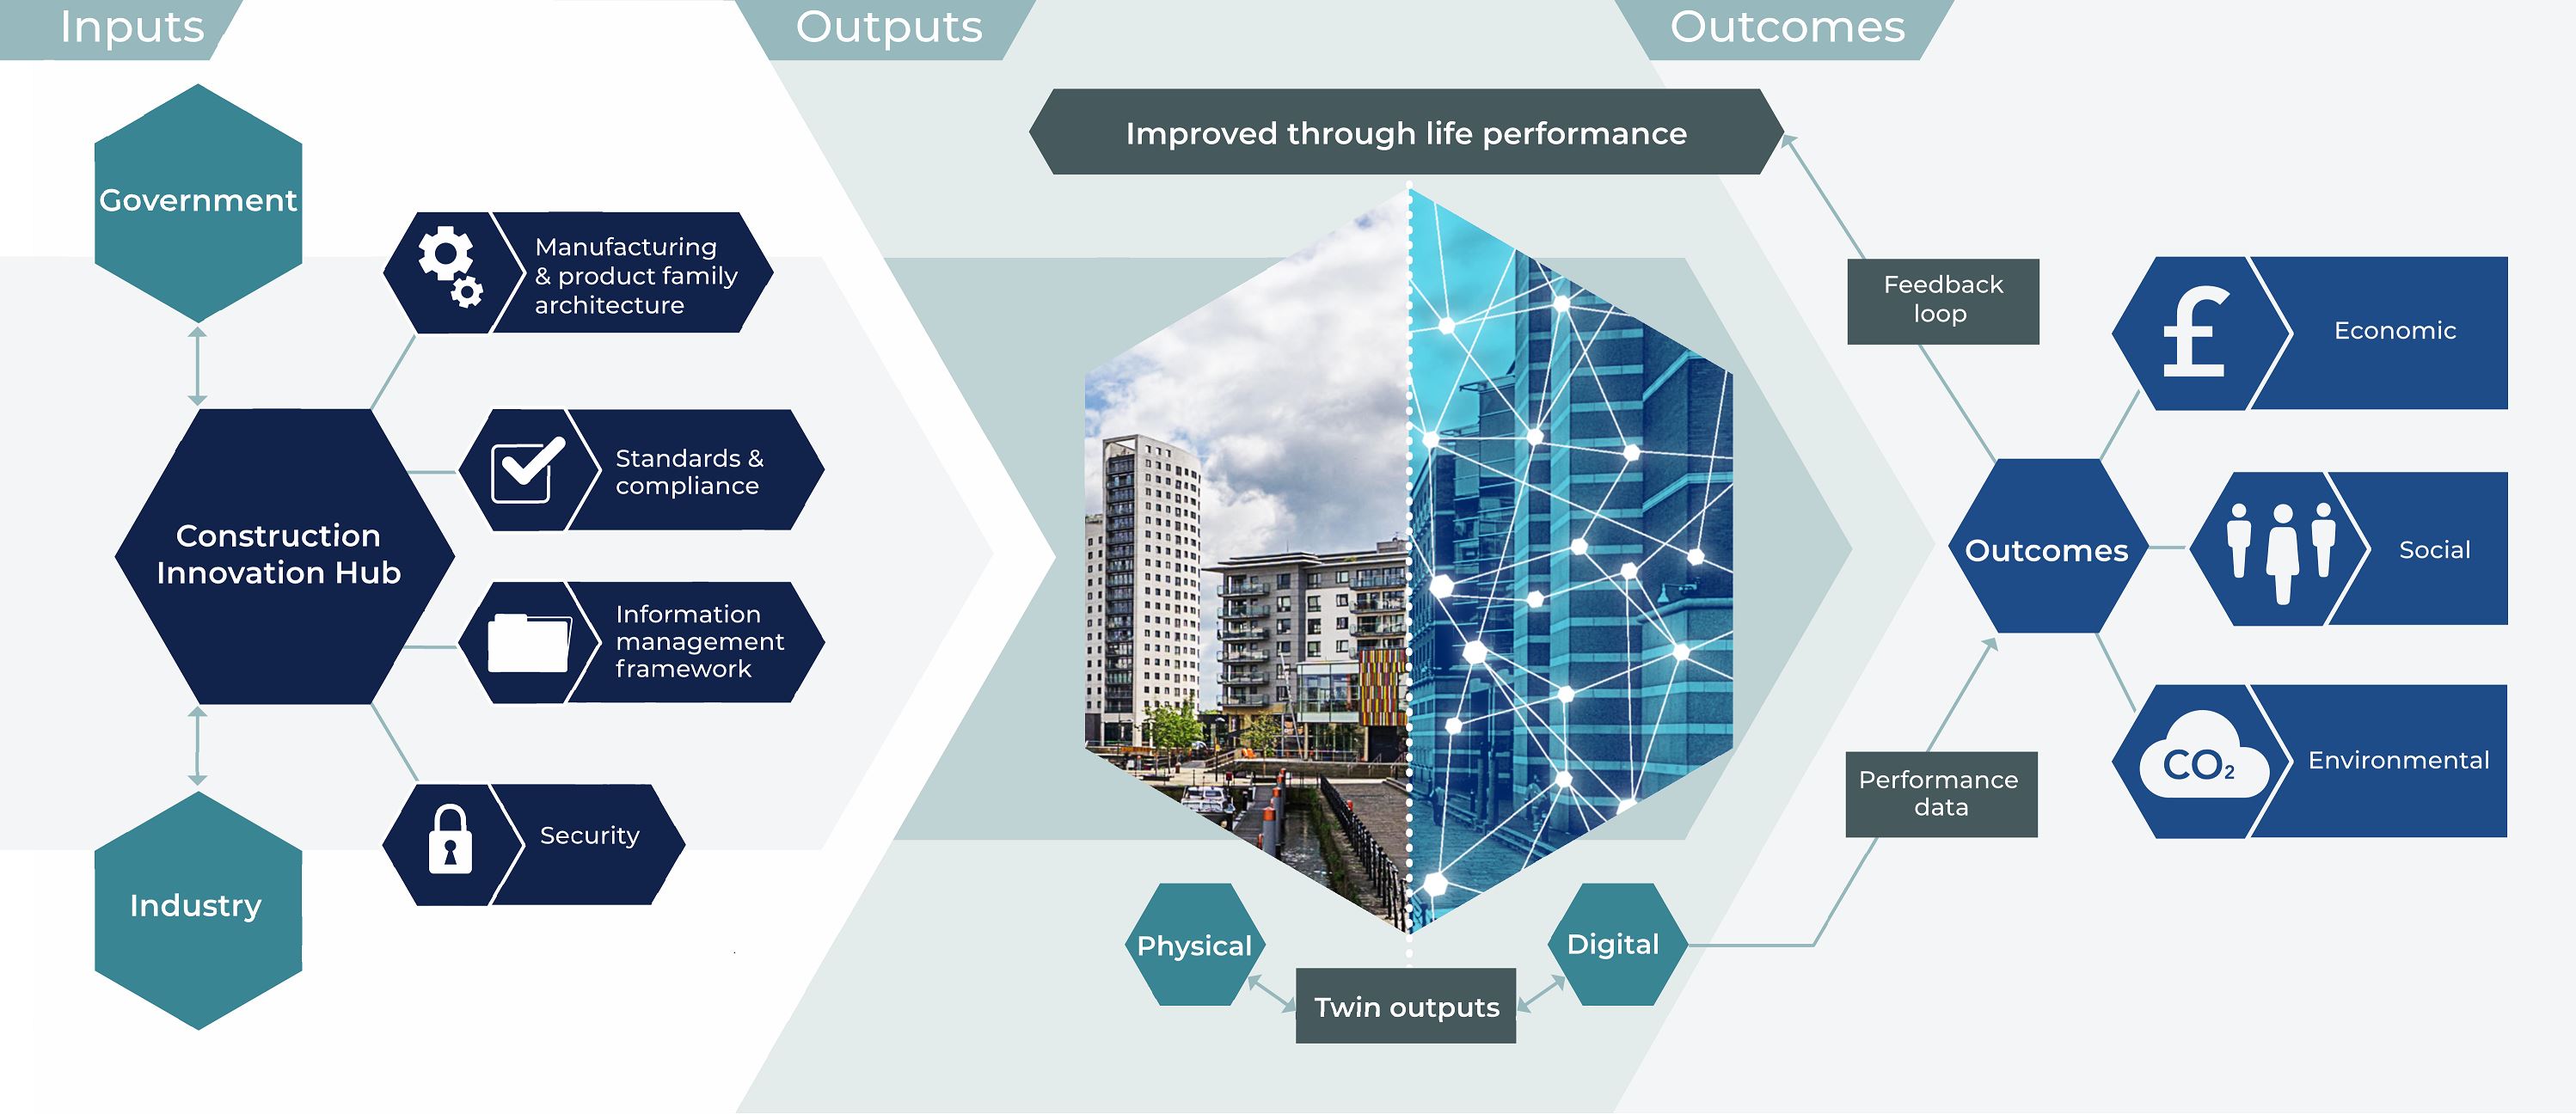 Inputs
Outputs
Outcomes
Government
Manufacturing
& product family
architecture
Standards &
compliance
Construction
Innovation Hub
Information
management
framework
Security
Industry
Improved through life performance
Physical
Digital
Twin outputs
Feedback
loop
Performance
data
Outcomes
£
Economic
Social
CO₂
Environmental